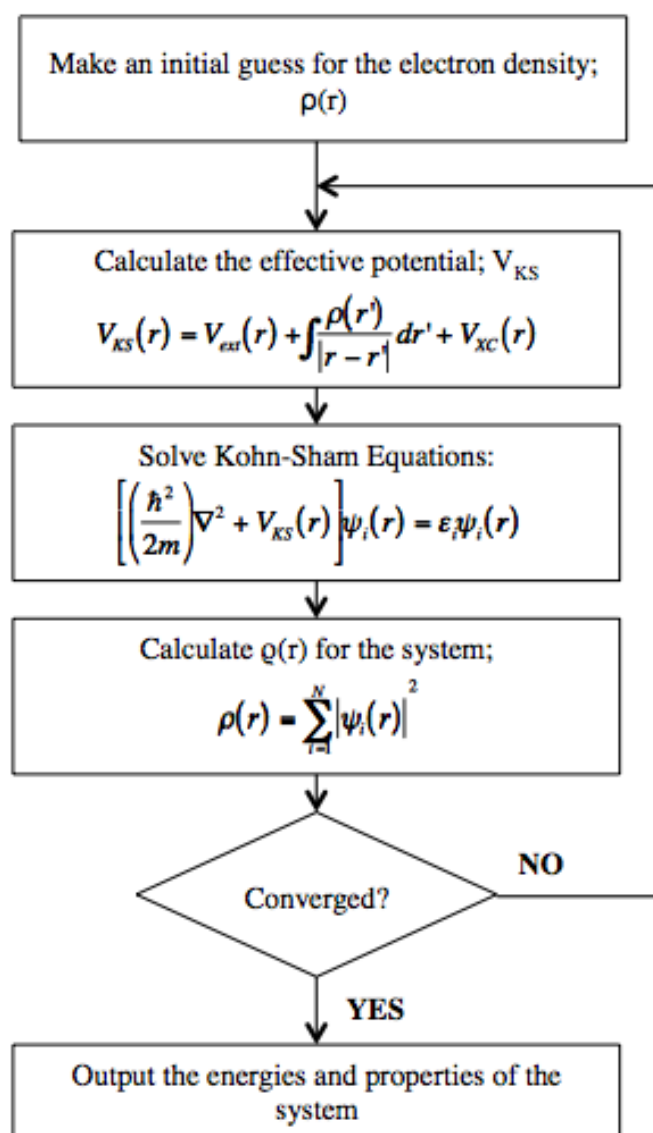 Make an initial guess for the electron density;
ρ(r)
Calculate the effective potential; V_KS
V_KS(r) = V_ext(r) + ∫ ρ(r') / |r − r'| dr' + V_XC(r)
Solve Kohn-Sham Equations:
[(ħ² / 2m) ∇² + V_KS(r)] ψ_i(r) = ε_i ψ_i(r)
Calculate ϱ(r) for the system;
ρ(r) = ∑_{i=1}^{N} |ψ_i(r)|²
NO
Converged?
YES
Output the energies and properties of the
system